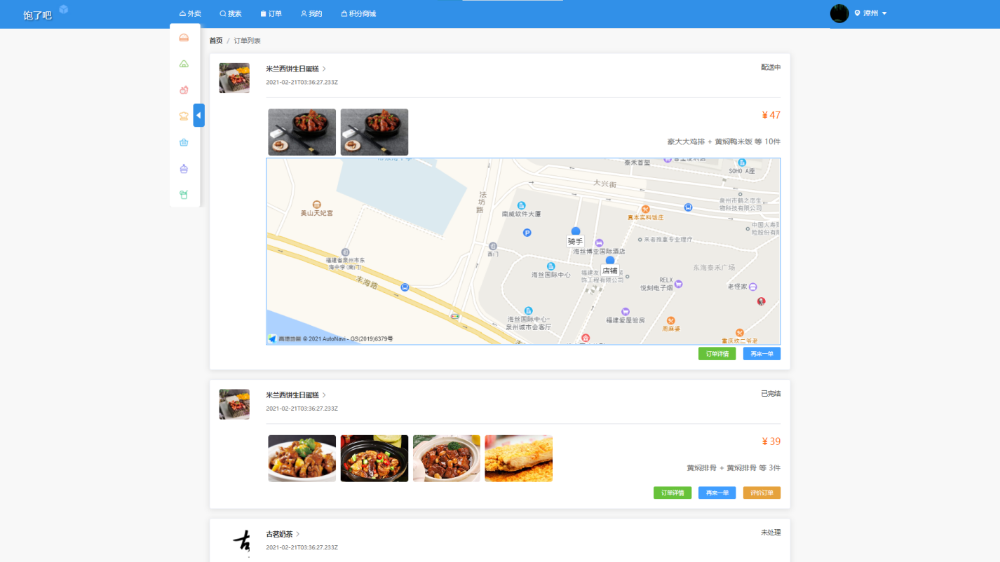 饱了吧
外卖
搜索
订单
我的
积分商城
漳州
首页 / 订单列表
米兰西饼生日蛋糕
配送中
2021-02-21T03:36:27.233Z
¥47
豪大大鸡排 + 黄焖鸭米饭 等 10件
泰禾首玺
SOHO A座
大兴街
法坊路
美山天妃宫
南威软件大厦
泉州市鹤之恋生
物科技有限公司
真本实料饭庄
中国人寿财
险股份有限
骑手
来者推重专业理疗
西门
海丝博亚国际酒店
福建省泉州市东
海中学(南门)
店铺
东海泰禾广场
海丝国际中心
饰工程有限公司
RELX
悦刻电子烟
老怪家
丰海路
海丝国际中心-
泉州城市会客厅
福建爱屋验房
周麻婆
重庆坎二爷老
高德地图 © 2021 AutoNavi - GS(2019)6379号
订单详情
再来一单
米兰西饼生日蛋糕
已完结
2021-02-21T03:36:27.233Z
¥39
黄焖排骨 + 黄焖排骨 等 3件
订单详情
再来一单
评价订单
古茗奶茶
未处理
2021-02-21T03:36:27.233Z